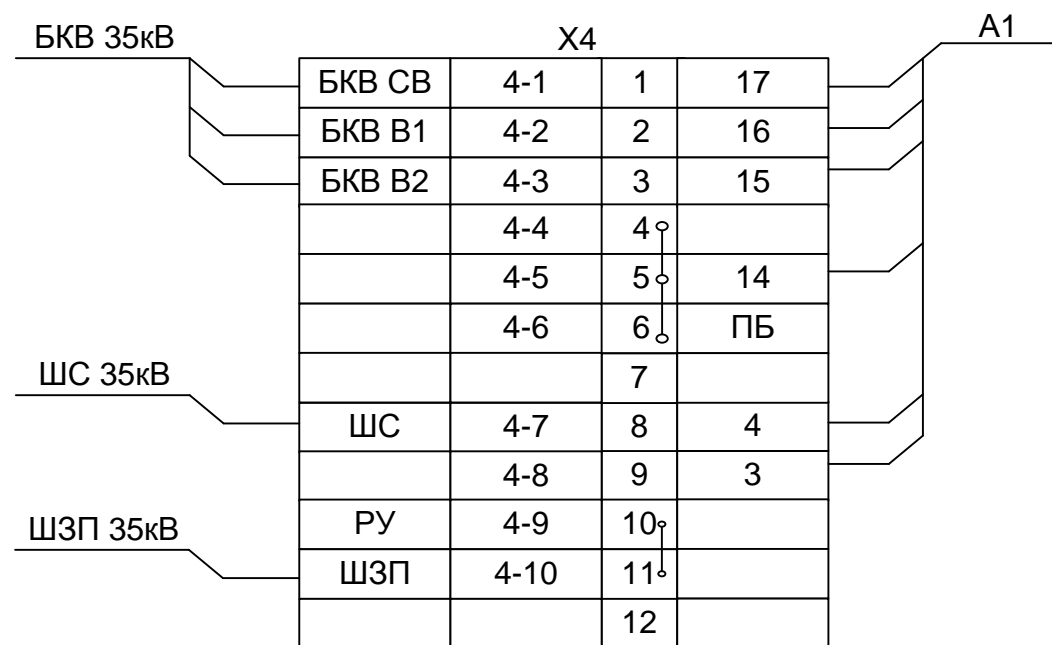 БКВ 35кВ
Х4
А1
БКВ СВ 4-1 1 17
БКВ В1 4-2 2 16
БКВ В2 4-3 3 15
4-4 4
4-5 5 14
4-6 6 ПБ
ШС 35кВ
7
ШС 4-7 8 4
4-8 9 3
ШЗП 35кВ
РУ 4-9 10
ШЗП 4-10 11
12